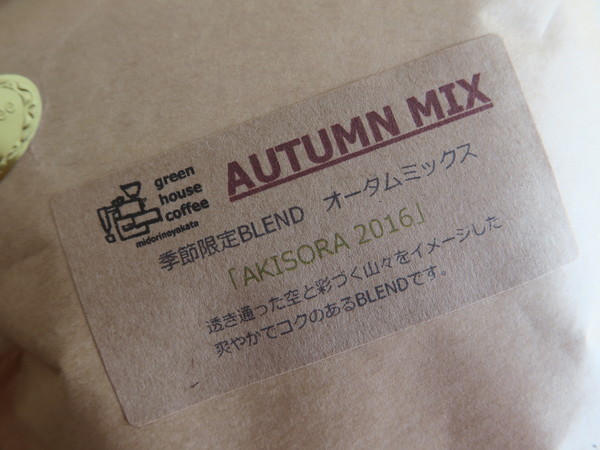 AUTUMN MIX
green
house
coffee
midorinoyakata
季節限定BLEND オータムミックス
「AKISORA 2016」
透き通った空と彩づく山々をイメージした
爽やかでコクのあるBLENDです。